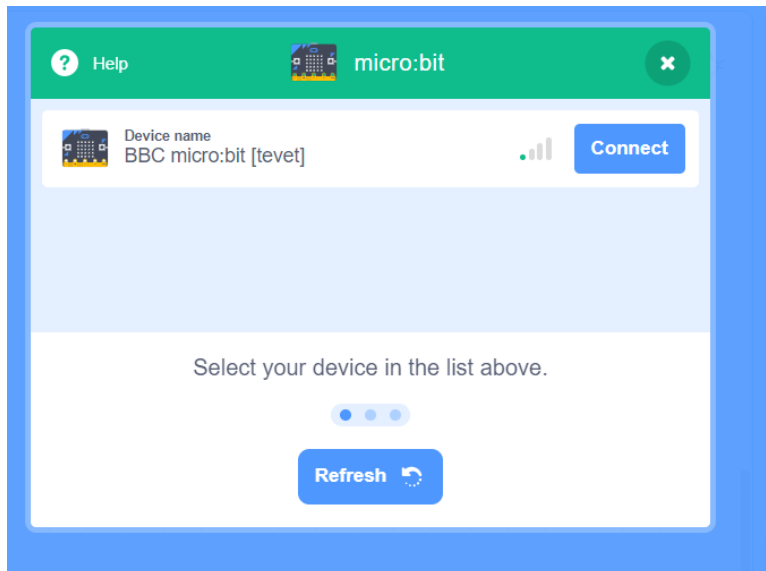 Help
micro:bit
Device name
BBC micro:bit [tevet]
Connect
Select your device in the list above.
Refresh